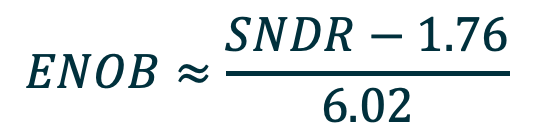 ENOB ≈ (SNDR − 1.76) / 6.02